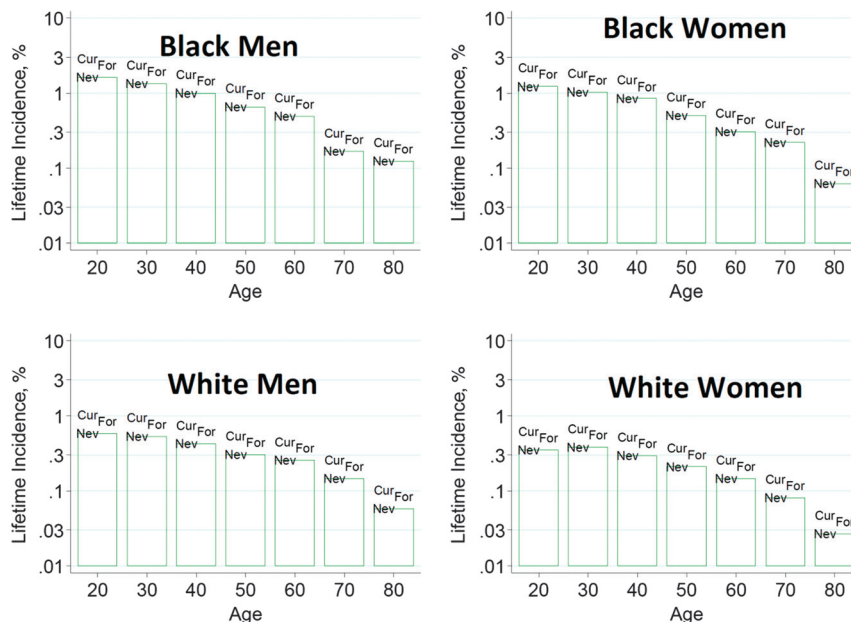 Black Men
Lifetime Incidence, %
10
3
1
.3
.1
.03
.01
Cur For
Nev
Cur For
Nev
Cur For
Nev
Cur For
Nev
Cur For
Nev
Cur For
Nev
Cur For
Nev
20 30 40 50 60 70 80
Age
Black Women
Lifetime Incidence, %
10
3
1
.3
.1
.03
.01
Cur For
Nev
Cur For
Nev
Cur For
Nev
Cur For
Nev
Cur For
Nev
Cur For
Nev
Cur For
Nev
20 30 40 50 60 70 80
Age
White Men
Lifetime Incidence, %
10
3
1
.3
.1
.03
.01
Cur For
Nev
Cur For
Nev
Cur For
Nev
Cur For
Nev
Cur For
Nev
Cur For
Nev
Cur For
Nev
20 30 40 50 60 70 80
Age
White Women
Lifetime Incidence, %
10
3
1
.3
.1
.03
.01
Cur For
Nev
Cur For
Nev
Cur For
Nev
Cur For
Nev
Cur For
Nev
Cur For
Nev
Cur For
Nev
20 30 40 50 60 70 80
Age